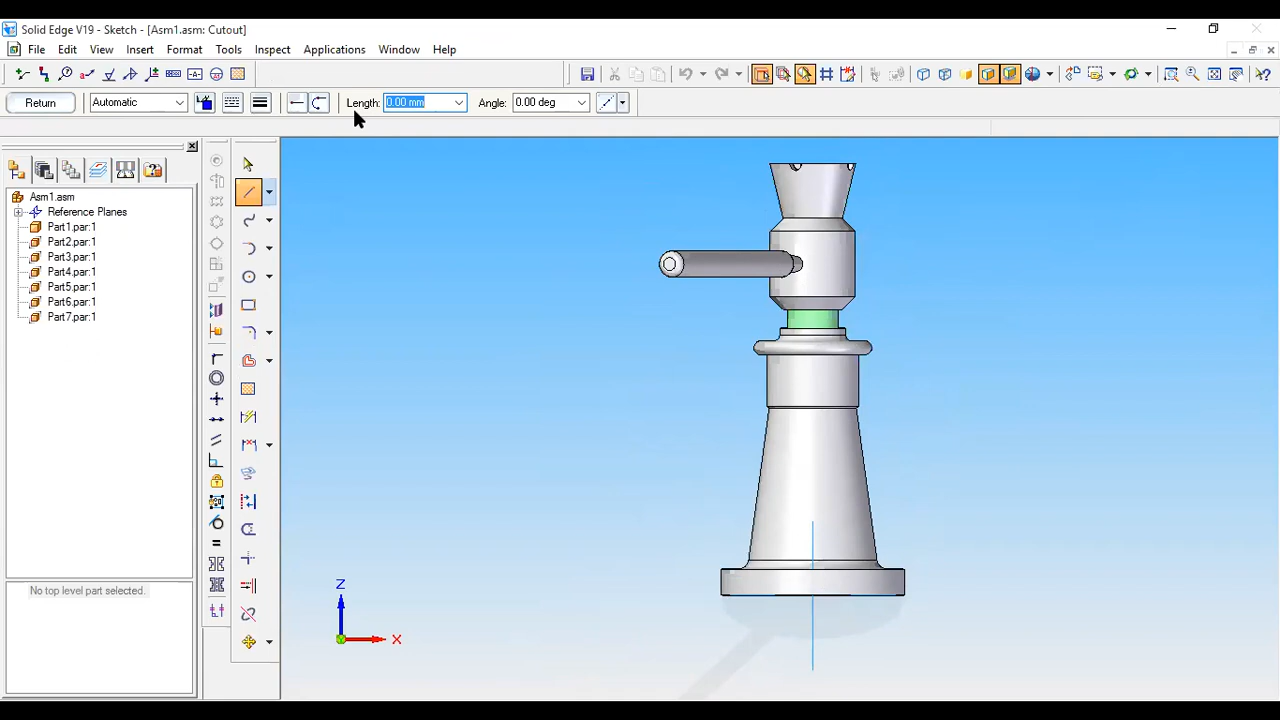 Solid Edge V19 - Sketch - [Asm1.asm: Cutout]
File Edit View Insert Format Tools Inspect Applications Window Help
Return Automatic Length: 0.00 mm Angle: 0.00 deg
Asm1.asm
Reference Planes
Part1.par:1
Part2.par:1
Part3.par:1
Part4.par:1
Part5.par:1
Part6.par:1
Part7.par:1
No top level part selected.
Z
X